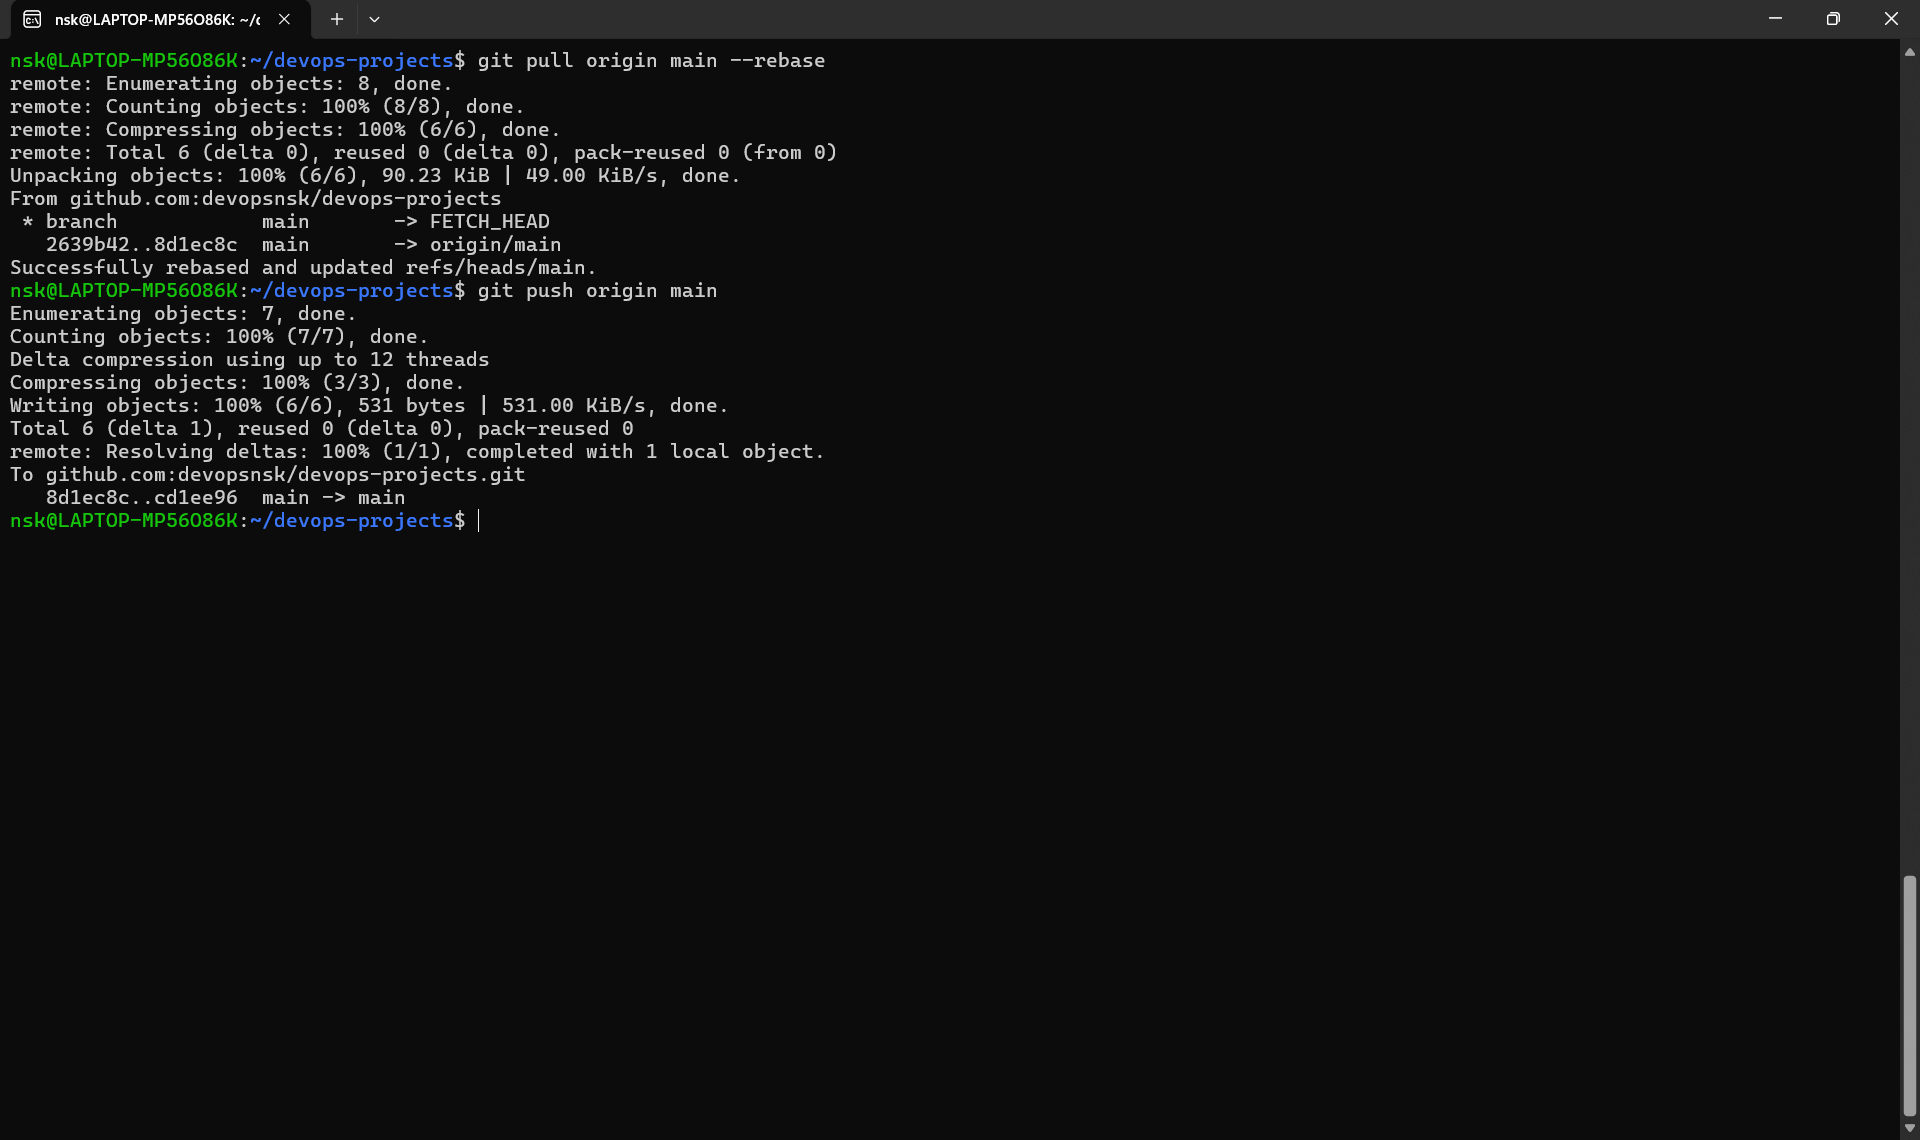 nsk@LAPTOP-MP56O86K: ~/d
nsk@LAPTOP-MP56O86K:~/devops-projects$ git pull origin main --rebase
remote: Enumerating objects: 8, done.
remote: Counting objects: 100% (8/8), done.
remote: Compressing objects: 100% (6/6), done.
remote: Total 6 (delta 0), reused 0 (delta 0), pack-reused 0 (from 0)
Unpacking objects: 100% (6/6), 90.23 KiB | 49.00 KiB/s, done.
From github.com:devopsnsk/devops-projects
 * branch            main       -> FETCH_HEAD
   2639b42..8d1ec8c  main       -> origin/main
Successfully rebased and updated refs/heads/main.
nsk@LAPTOP-MP56O86K:~/devops-projects$ git push origin main
Enumerating objects: 7, done.
Counting objects: 100% (7/7), done.
Delta compression using up to 12 threads
Compressing objects: 100% (3/3), done.
Writing objects: 100% (6/6), 531 bytes | 531.00 KiB/s, done.
Total 6 (delta 1), reused 0 (delta 0), pack-reused 0
remote: Resolving deltas: 100% (1/1), completed with 1 local object.
To github.com:devopsnsk/devops-projects.git
   8d1ec8c..cd1ee96  main -> main
nsk@LAPTOP-MP56O86K:~/devops-projects$